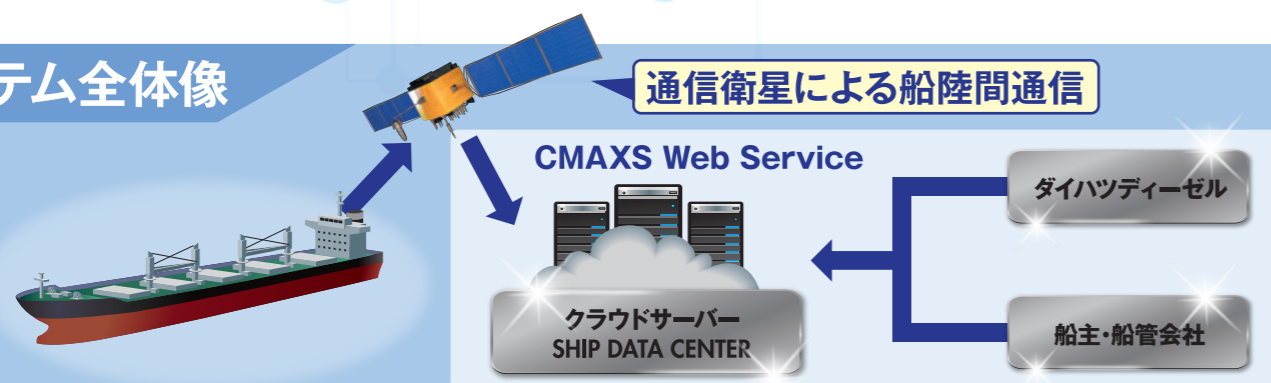 テム全体像
通信衛星による船陸間通信
CMAXS Web Service
ダイハツディーゼル
クラウドサーバー
SHIP DATA CENTER
船主・船管会社